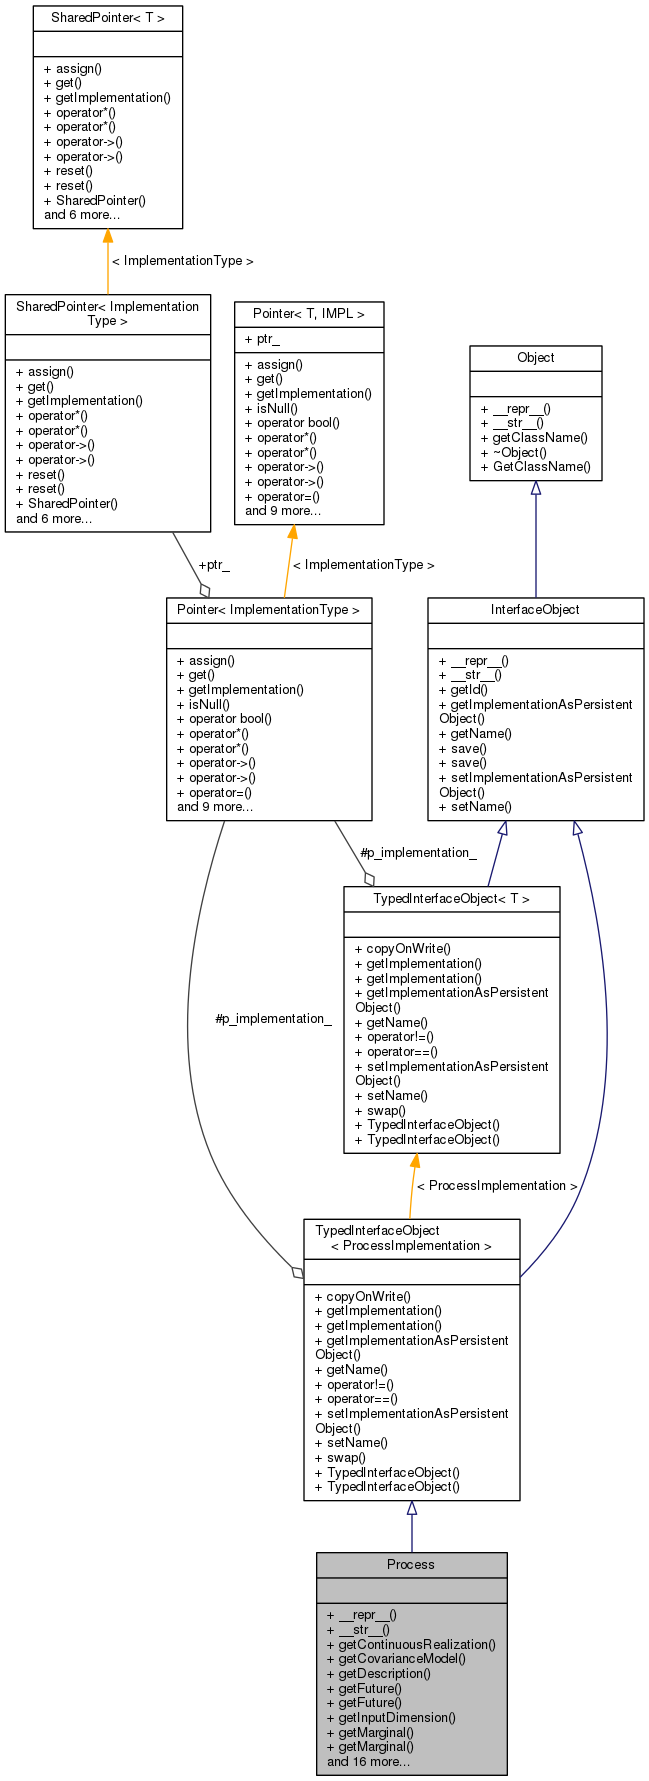 SharedPointer< T >
+ assign()
+ get()
+ getImplementation()
+ operator*()
+ operator*()
+ operator->()
+ operator->()
+ reset()
+ reset()
+ SharedPointer()
and 6 more...
< ImplementationType >
SharedPointer< Implementation
Type >
+ assign()
+ get()
+ getImplementation()
+ operator*()
+ operator*()
+ operator->()
+ operator->()
+ reset()
+ reset()
+ SharedPointer()
and 6 more...
Pointer< T, IMPL >
+ ptr_
+ assign()
+ get()
+ getImplementation()
+ isNull()
+ operator bool()
+ operator*()
+ operator*()
+ operator->()
+ operator->()
+ operator=()
and 9 more...
Object
+ __repr__()
+ __str__()
+ getClassName()
+ ~Object()
+ GetClassName()
+ptr_
< ImplementationType >
Pointer< ImplementationType >
+ assign()
+ get()
+ getImplementation()
+ isNull()
+ operator bool()
+ operator*()
+ operator*()
+ operator->()
+ operator->()
+ operator=()
and 9 more...
InterfaceObject
+ __repr__()
+ __str__()
+ getId()
+ getImplementationAsPersistent
Object()
+ getName()
+ save()
+ save()
+ setImplementationAsPersistent
Object()
+ setName()
#p_implementation_
TypedInterfaceObject< T >
+ copyOnWrite()
+ getImplementation()
+ getImplementation()
+ getImplementationAsPersistent
Object()
+ getName()
+ operator!=()
+ operator==()
+ setImplementationAsPersistent
Object()
+ setName()
+ swap()
+ TypedInterfaceObject()
+ TypedInterfaceObject()
#p_implementation_
< ProcessImplementation >
TypedInterfaceObject
< ProcessImplementation >
+ copyOnWrite()
+ getImplementation()
+ getImplementation()
+ getImplementationAsPersistent
Object()
+ getName()
+ operator!=()
+ operator==()
+ setImplementationAsPersistent
Object()
+ setName()
+ swap()
+ TypedInterfaceObject()
+ TypedInterfaceObject()
Process
+ __repr__()
+ __str__()
+ getContinuousRealization()
+ getCovarianceModel()
+ getDescription()
+ getFuture()
+ getFuture()
+ getInputDimension()
+ getMarginal()
+ getMarginal()
and 16 more...